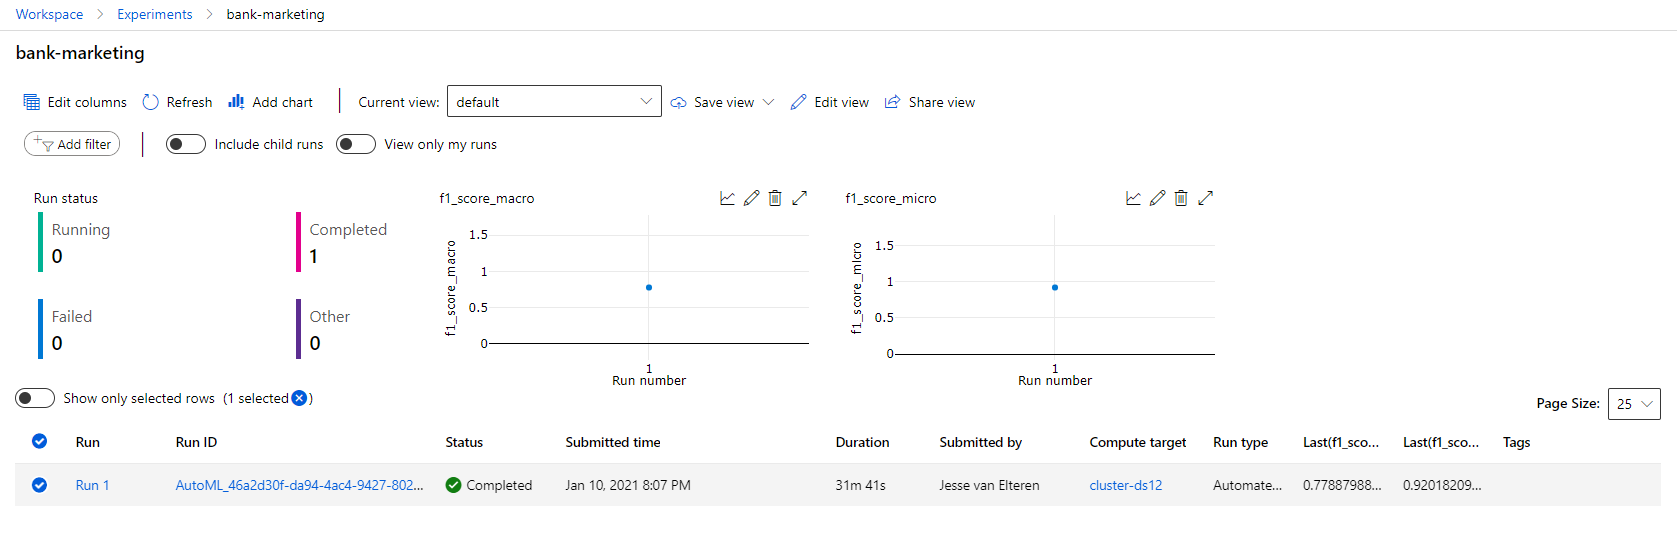 Workspace > Experiments > bank-marketing
bank-marketing
Edit columns Refresh Add chart Current view: default Save view Edit view Share view
Add filter Include child runs View only my runs
Run status
Running
0
Completed
1
Failed
0
Other
0
f1_score_macro
f1_score_macro
1.5
1
0.5
0
1
Run number
f1_score_micro
f1_score_micro
1.5
1
0.5
0
1
Run number
Show only selected rows (1 selected )
Page Size: 25
Run Run ID Status Submitted time Duration Submitted by Compute target Run type Last(f1_sco... Last(f1_sco... Tags
Run 1 AutoML_46a2d30f-da94-4ac4-9427-802... Completed Jan 10, 2021 8:07 PM 31m 41s Jesse van Elteren cluster-ds12 Automate... 0.77887988... 0.92018209...